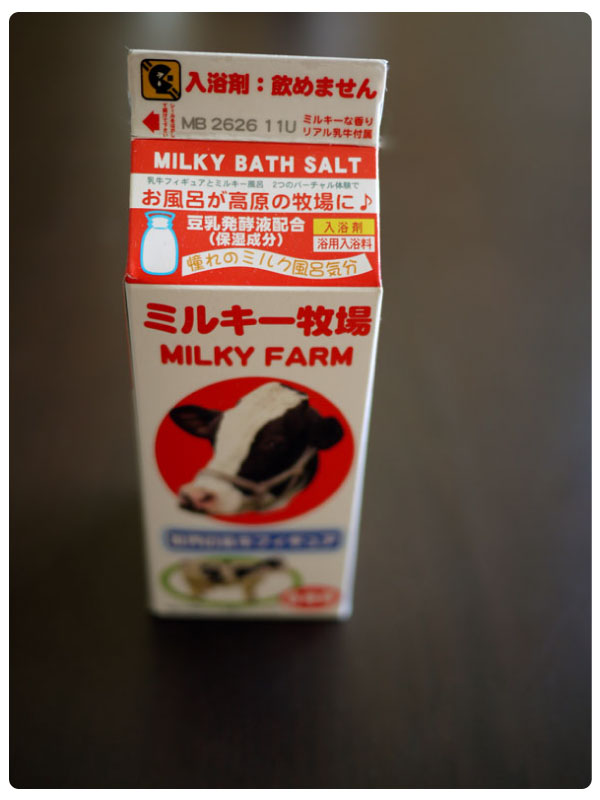 入浴剤：飲めません
MB 2626 11U
ミルキーな香り
リアル乳牛付属
MILKY BATH SALT
乳牛フィギュアとミルキー風呂 2つのバーチャル体験で
お風呂が高原の牧場に♪
豆乳発酵液配合
(保湿成分)
入浴剤
浴用入浴料
憧れのミルク風呂気分
ミルキー牧場
MILKY FARM